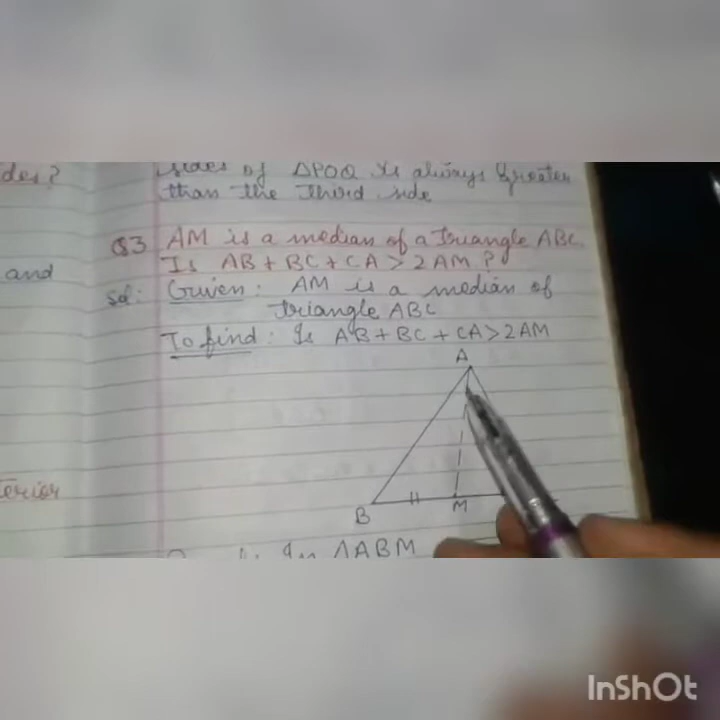 des?
sides of ΔPOQ is always greater
than the third side
Q3 AM is a median of a Triangle ABC.
and
Is AB + BC + CA > 2AM ?
Sol: Given: AM is a median of
triangle ABC
To find: Is AB + BC + CA > 2AM
A
terior
B
M
In ΔABM
InShOt